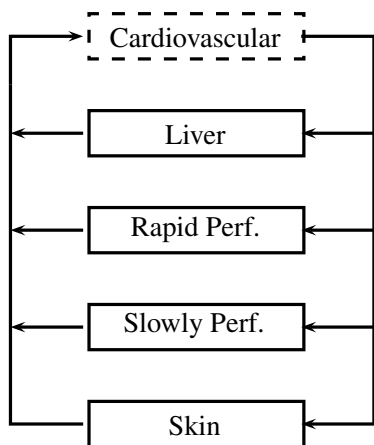 Cardiovascular
Liver
Rapid Perf.
Slowly Perf.
Skin